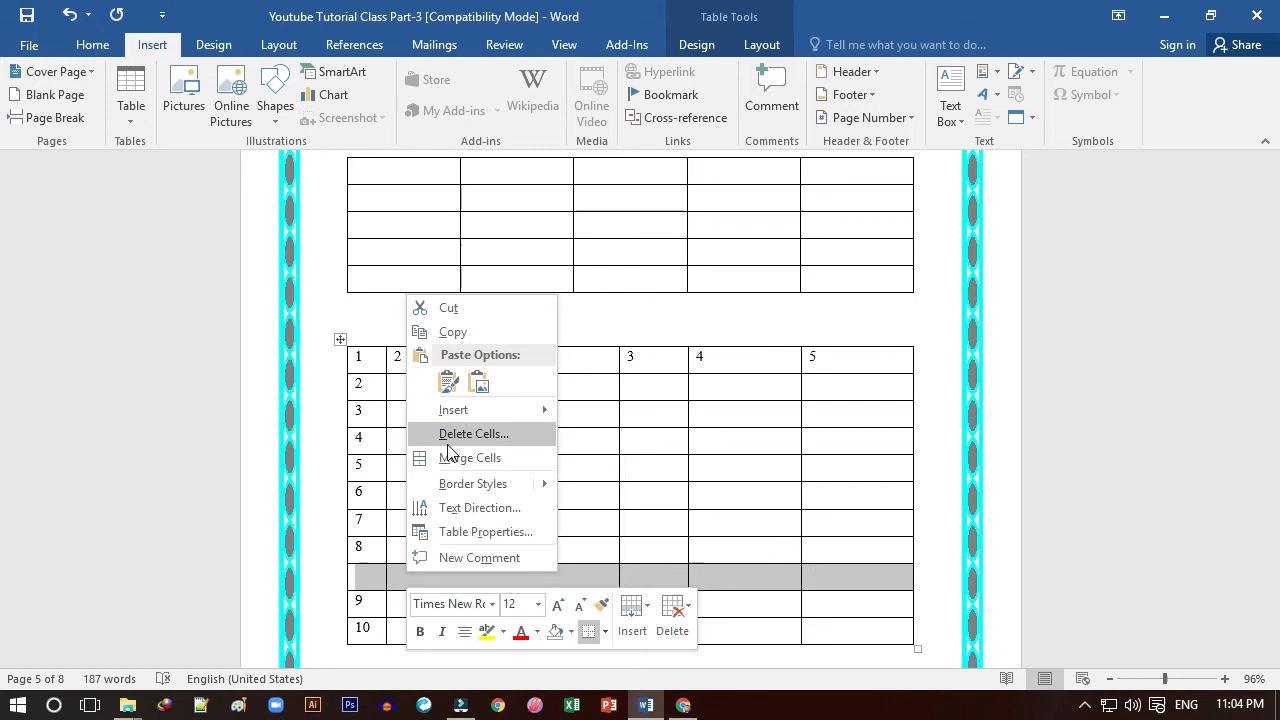 Youtube Tutorial Class Part-3 [Compatibility Mode] - Word
Table Tools
File Home Insert Design Layout References Mailings Review View Add-Ins Design Layout Tell me what you want to do... Sign in Share
Cover Page
Blank Page
Page Break
Pages
Table
Tables
Pictures
Online Pictures
Shapes
SmartArt
Chart
Screenshot
Illustrations
Store
My Add-ins
Wikipedia
Add-ins
Online Video
Media
Hyperlink
Bookmark
Cross-reference
Links
Comment
Comments
Header
Footer
Page Number
Header & Footer
Text Box
Text
Equation
Symbol
Symbols
Cut
Copy
Paste Options:
Insert
Delete Cells...
Merge Cells
Border Styles
Text Direction...
Table Properties...
New Comment
1 2 3 4 5
2
3
4
5
6
7
8
9
10
Times New Ro 12
B I A Insert Delete
Page 5 of 8 187 words English (United States) 96%
ENG 11:04 PM